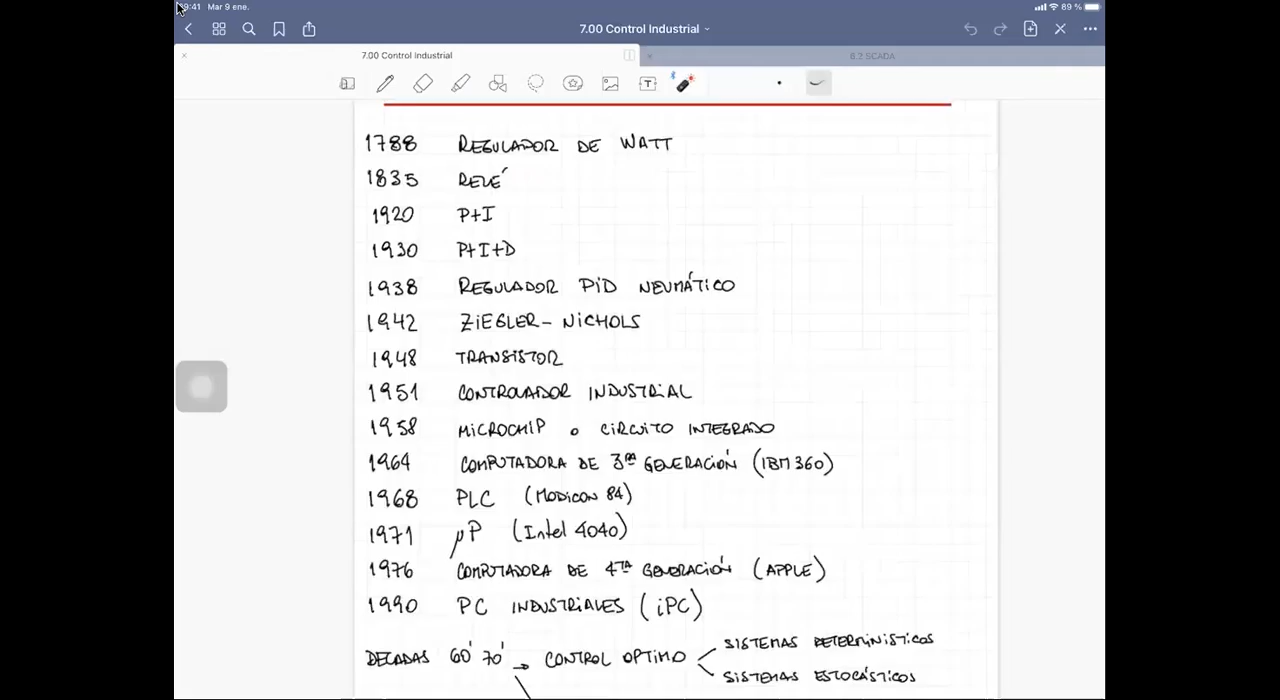 09:41 Mar 9 ene. 89 %
7.00 Control Industrial
7.00 Control Industrial 6.2 SCADA
1788 REGULADOR DE WATT
1835 RELÉ
1920 P+I
1930 P+I+D
1938 REGULADOR PID NEUMÁTICO
1942 ZIEGLER-NICHOLS
1948 TRANSISTOR
1951 CONTROLADOR INDUSTRIAL
1958 MICROCHIP o CIRCUITO INTEGRADO
1964 COMPUTADORA DE 3ra GENERACIÓN (IBM 360)
1968 PLC (MODICON 84)
1971 μP (Intel 4040)
1976 COMPUTADORA DE 4TA GENERACIÓN (APPLE)
1990 PC INDUSTRIALES (iPC)
DECADAS 60' 70' → CONTROL OPTIMO
SISTEMAS DETERMINISTICOS
SISTEMAS ESTOCÁSTICOS